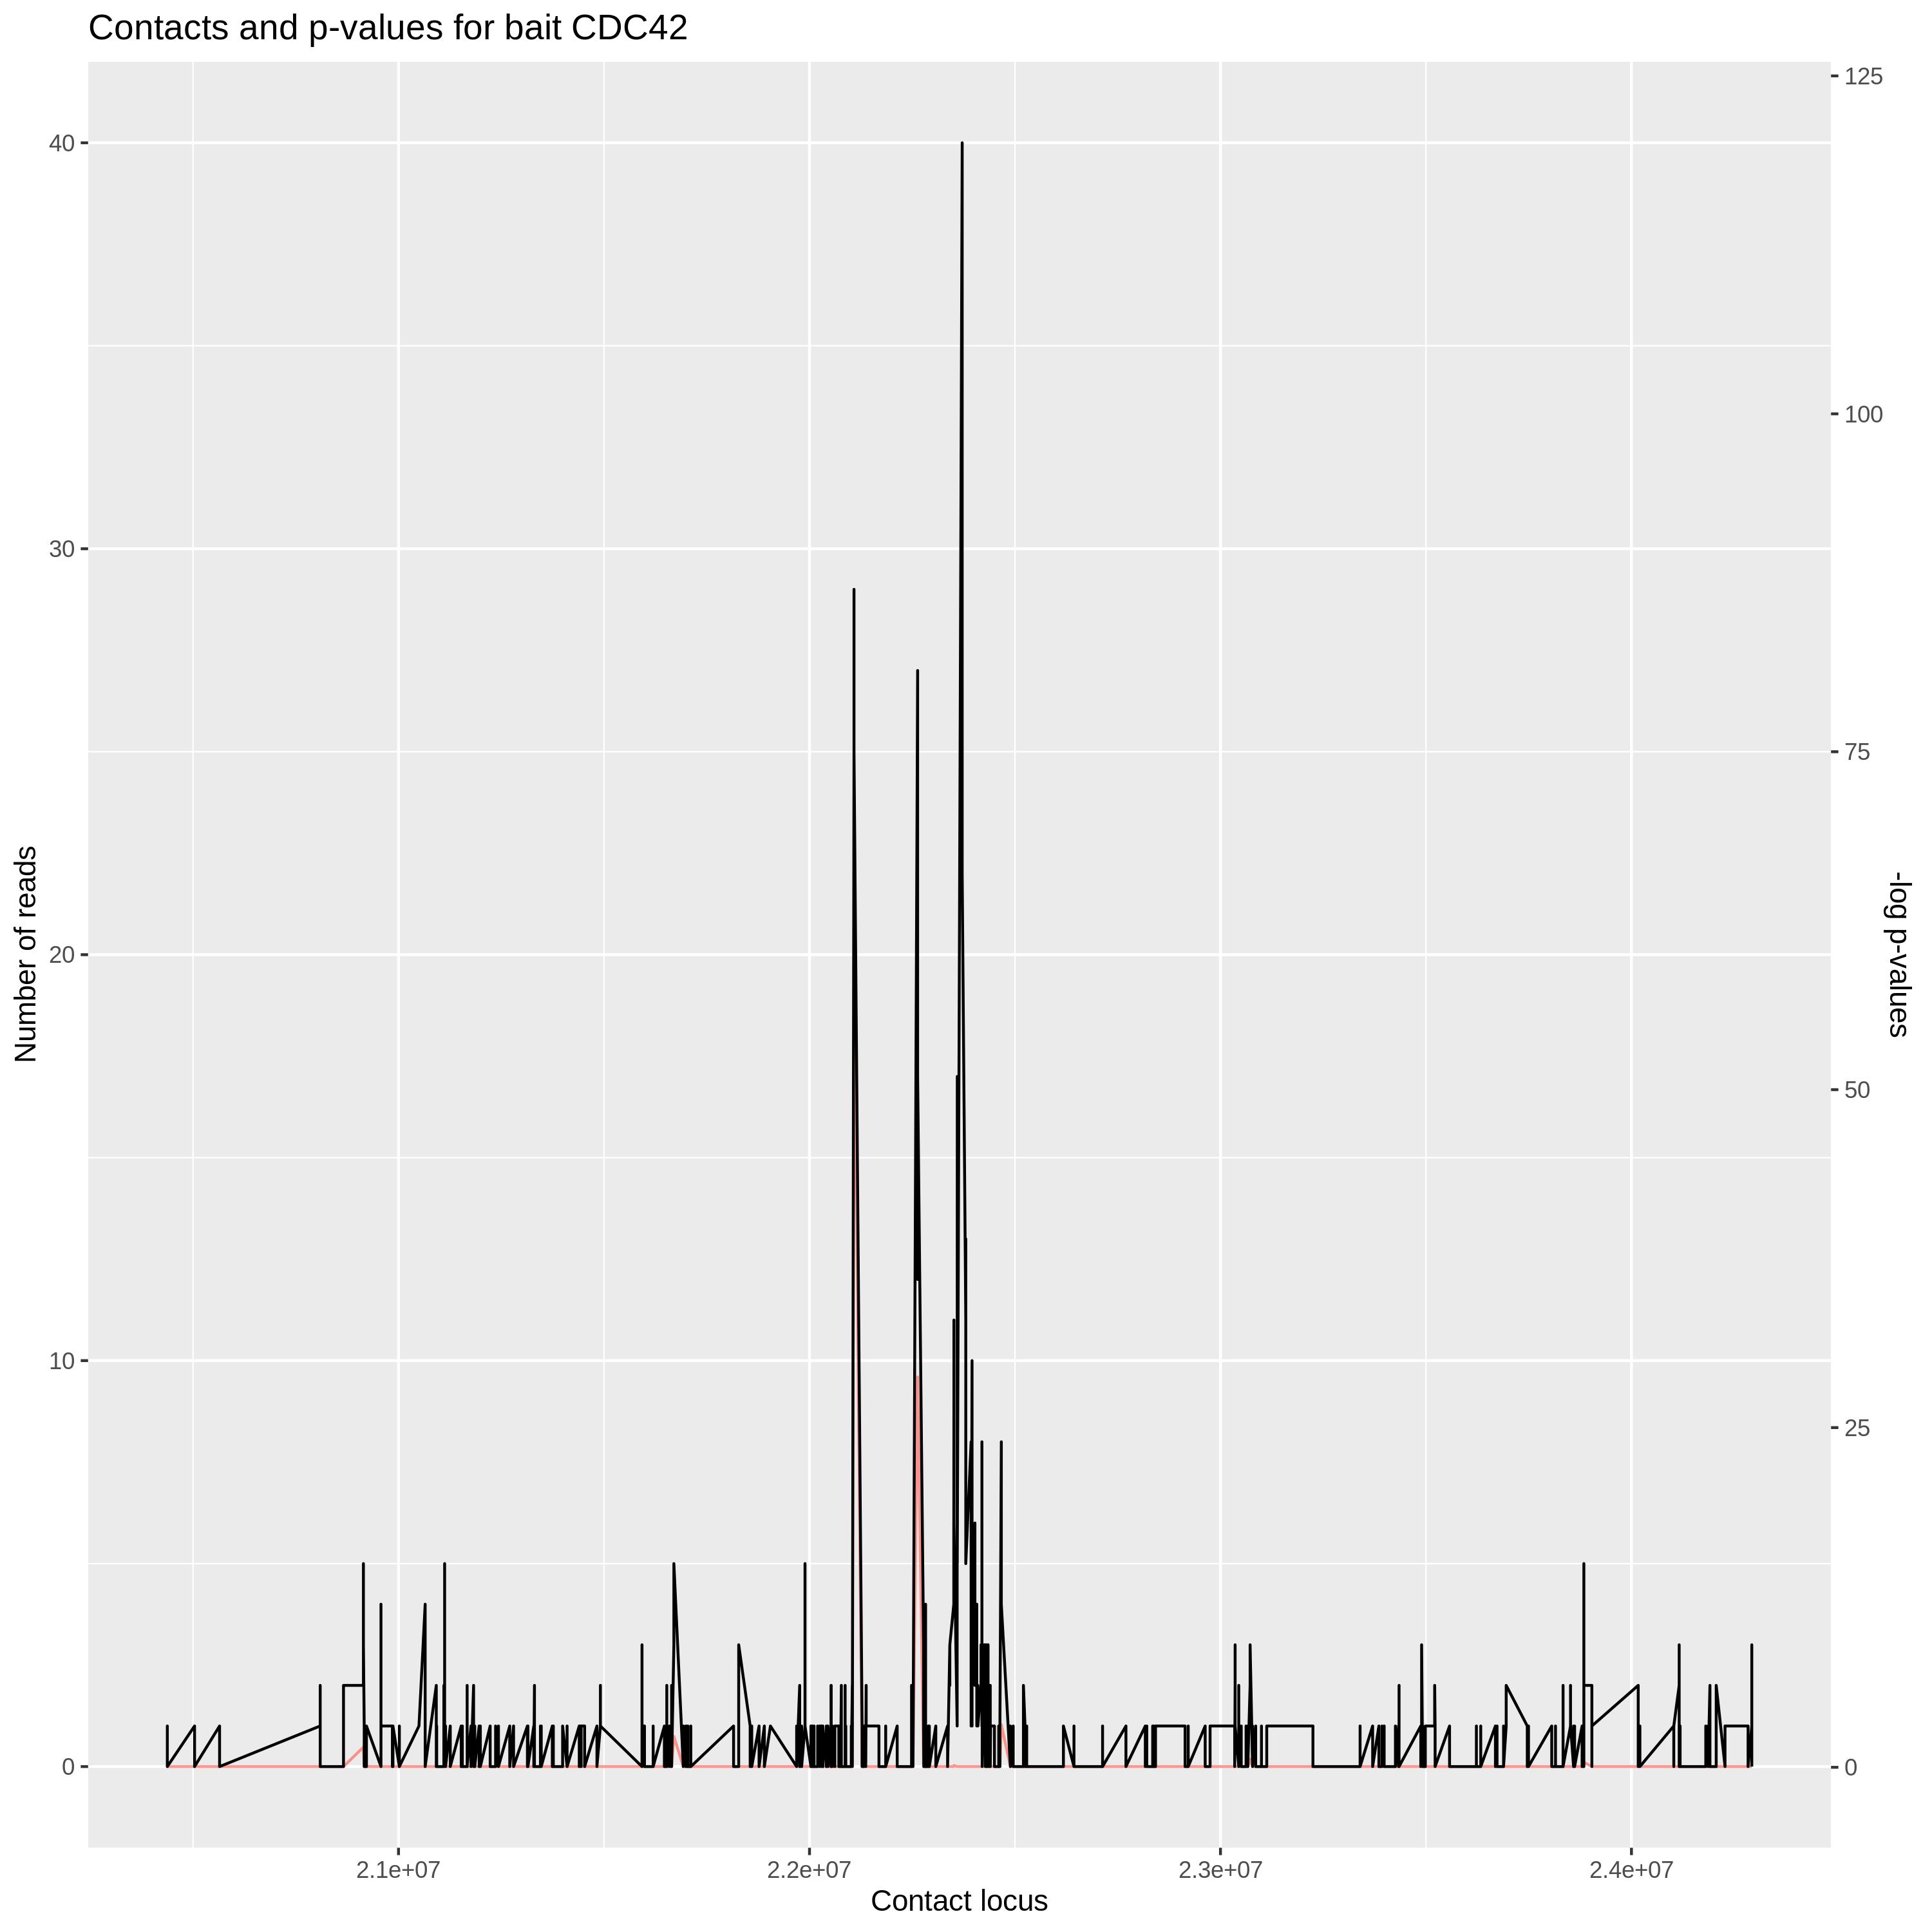 Contacts and p-values for bait CDC42
40
30
20
10
0
Number of reads
125
100
75
50
25
0
-log p-values
2.1e+07
2.2e+07
2.3e+07
2.4e+07
Contact locus